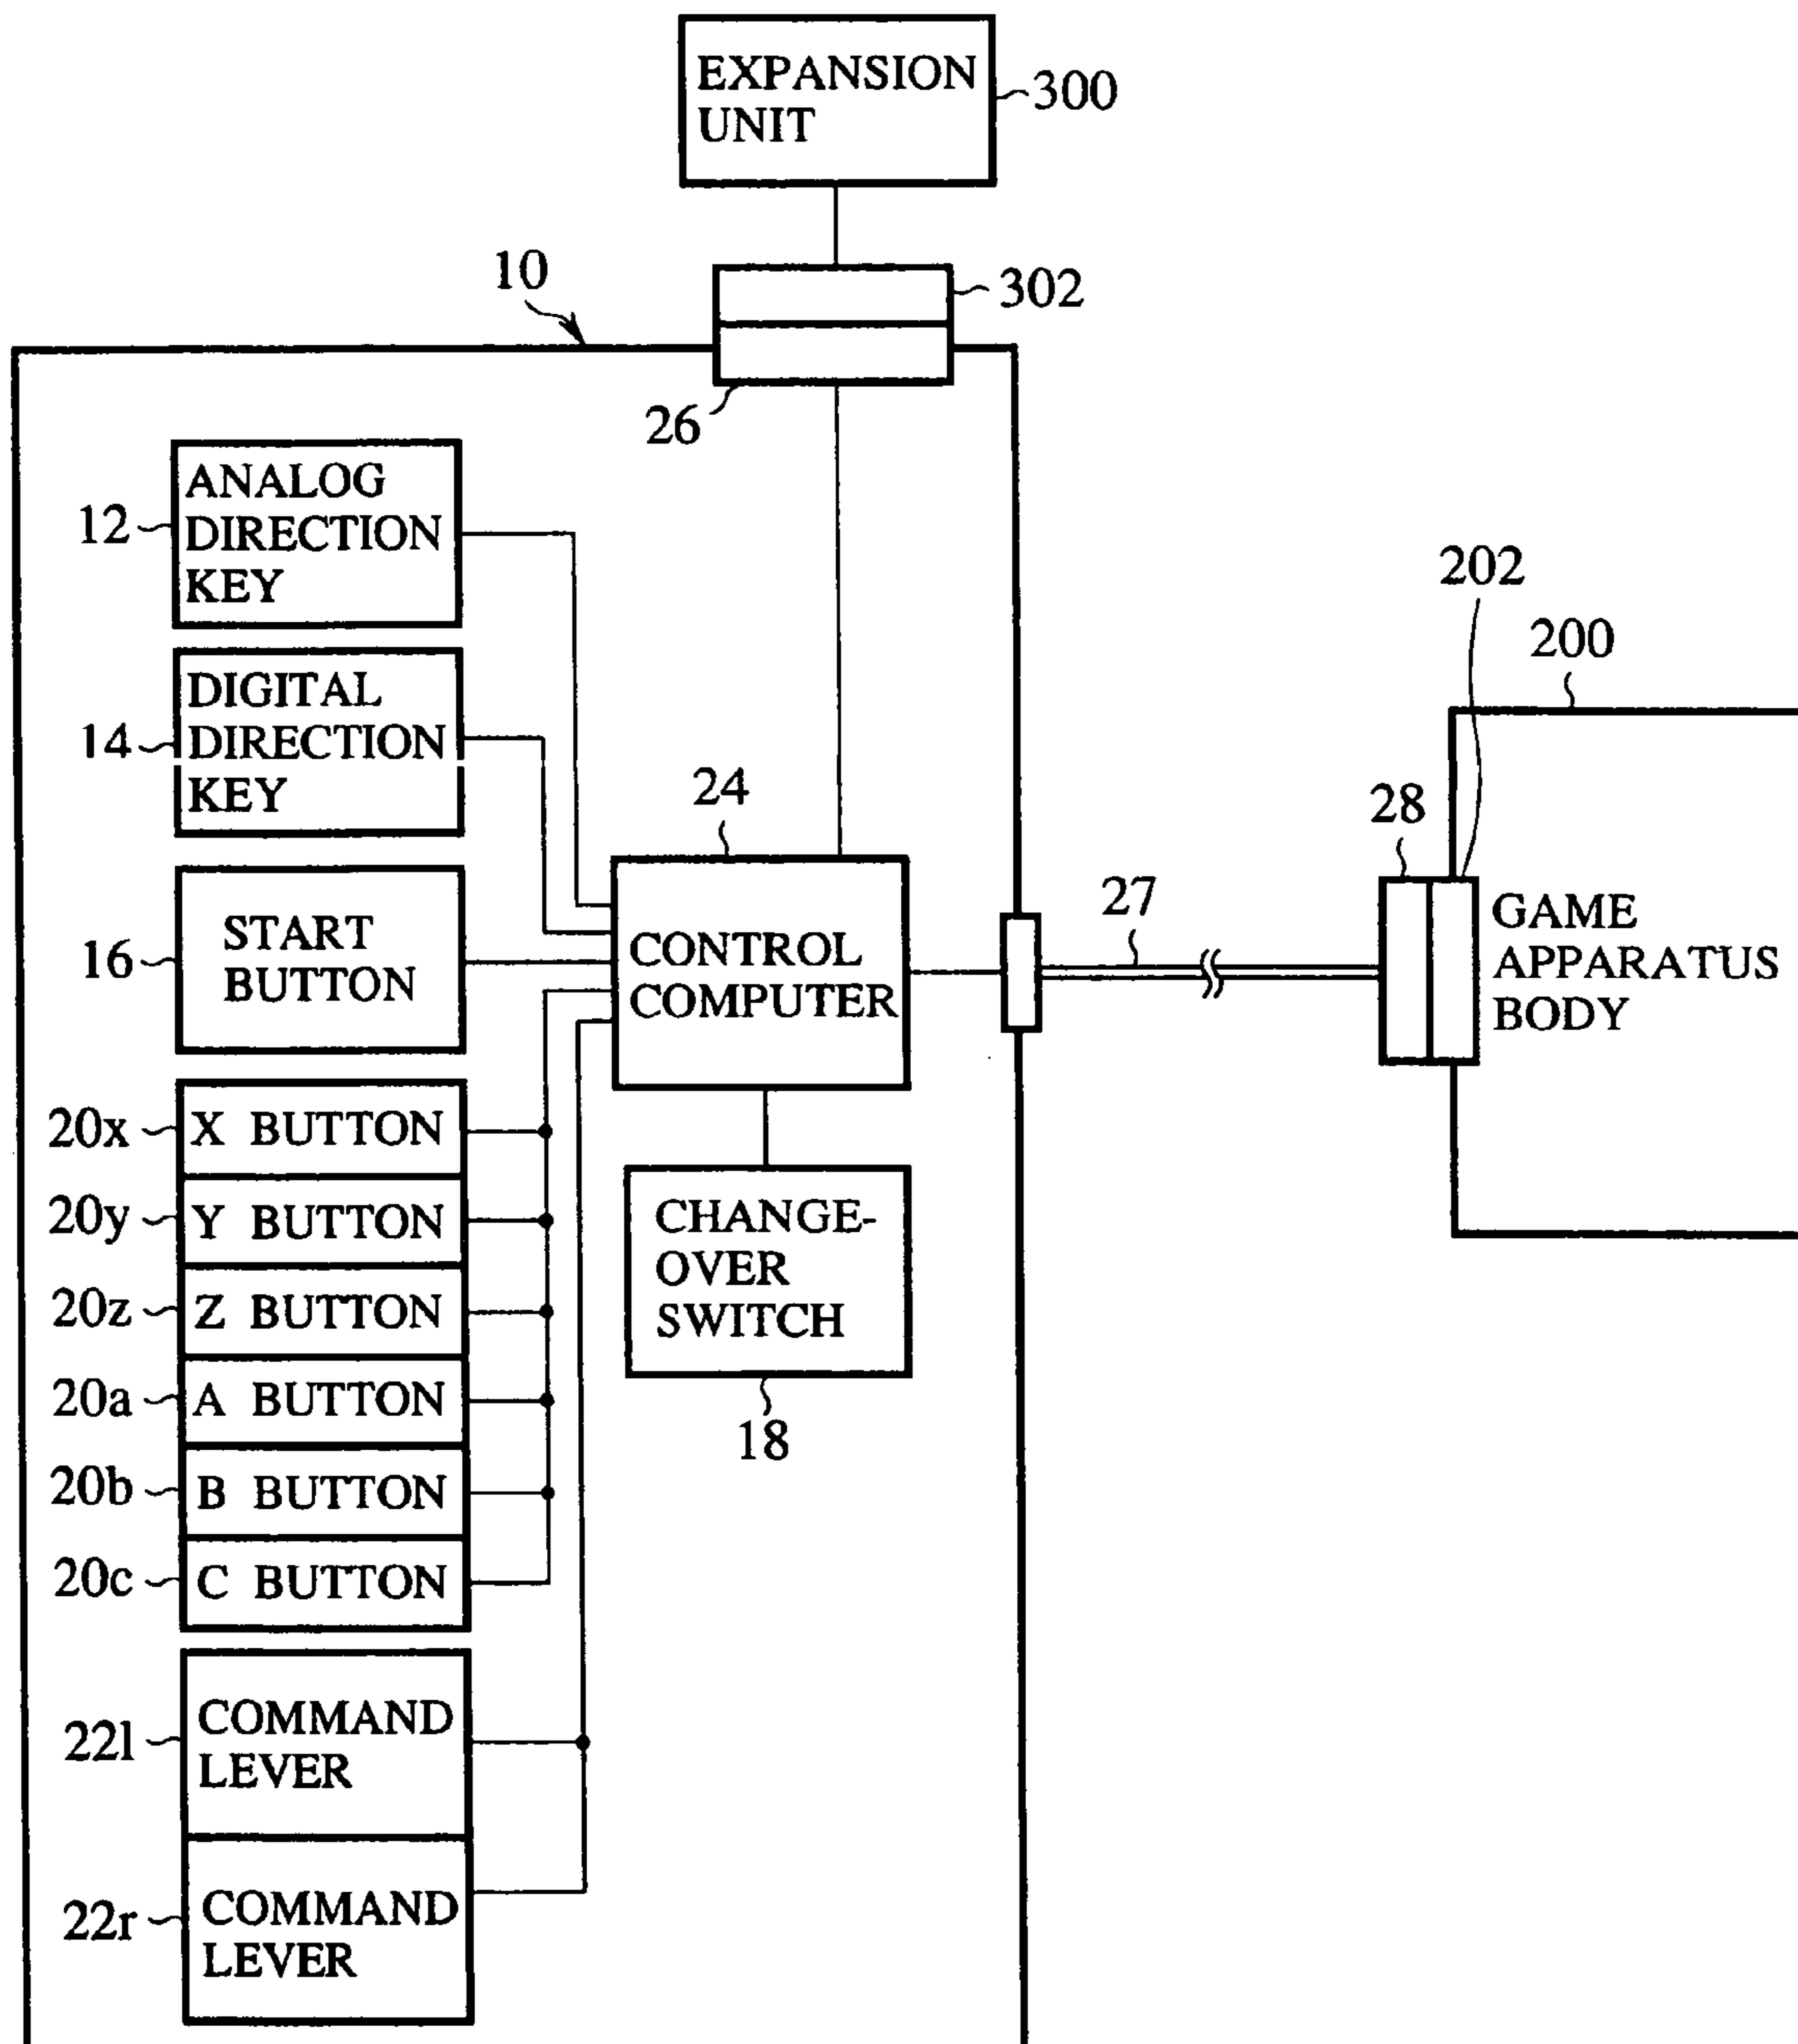 EXPANSION
UNIT
300
10
302
26
ANALOG
DIRECTION
KEY
12
202
200
DIGITAL
DIRECTION
KEY
14
24
28
27
START
BUTTON
16
CONTROL
COMPUTER
GAME
APPARATUS
BODY
20x
X BUTTON
20y
Y BUTTON
20z
Z BUTTON
20a
A BUTTON
20b
B BUTTON
20c
C BUTTON
CHANGE-
OVER
SWITCH
18
22l
COMMAND
LEVER
22r
COMMAND
LEVER